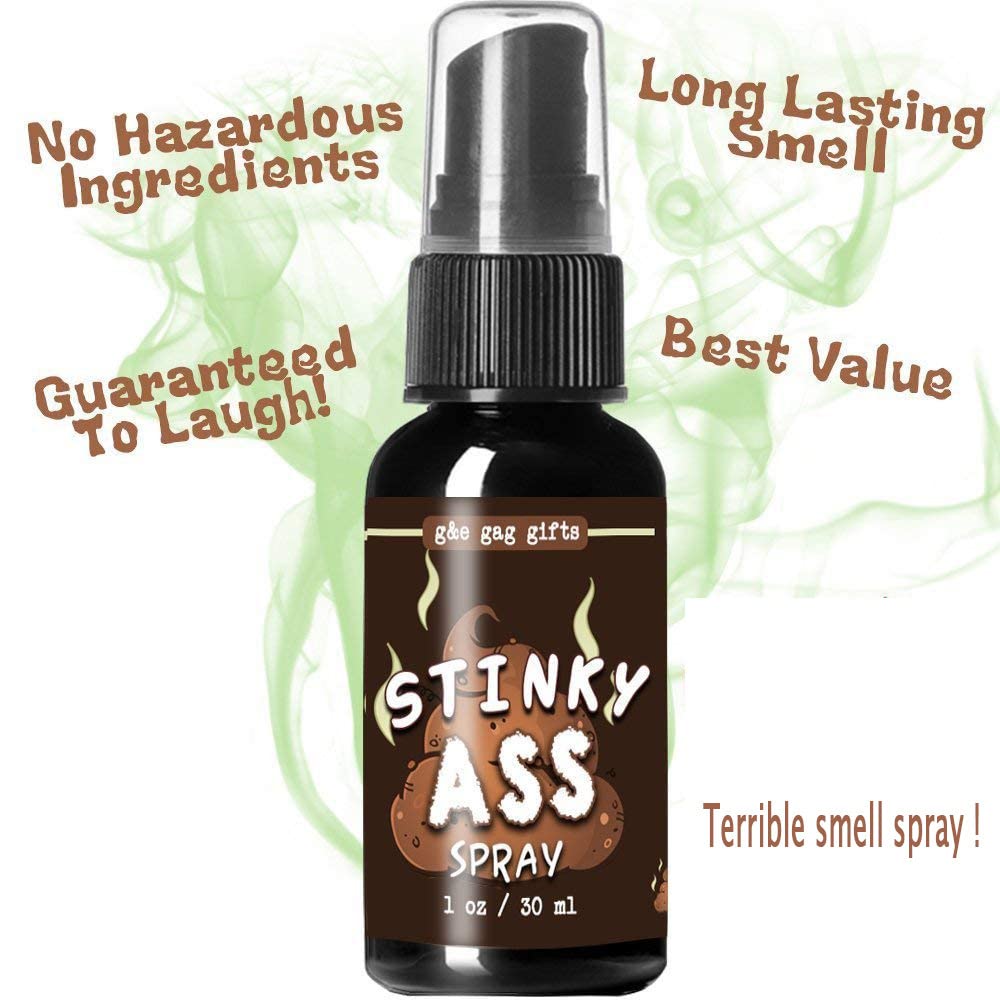 No Hazardous
Ingredients
Long Lasting
Smell
Guaranteed
To Laugh!
Best Value
g&e gag gifts
STINKY
ASS
SPRAY
1 oz / 30 ml
Terrible smell spray !